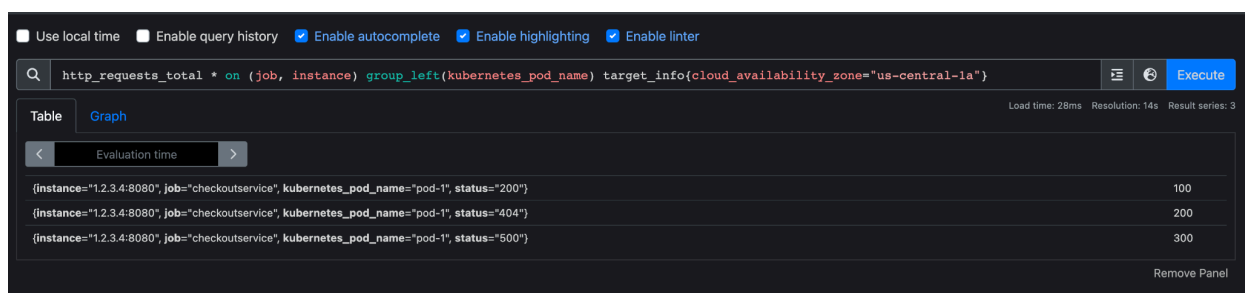 Use local time Enable query history Enable autocomplete Enable highlighting Enable linter
http_requests_total * on (job, instance) group_left(kubernetes_pod_name) target_info{cloud_availability_zone="us-central-1a"} Execute
Table Graph Load time: 28ms Resolution: 14s Result series: 3
< Evaluation time >
{instance="1.2.3.4:8080", job="checkoutservice", kubernetes_pod_name="pod-1", status="200"} 100
{instance="1.2.3.4:8080", job="checkoutservice", kubernetes_pod_name="pod-1", status="404"} 200
{instance="1.2.3.4:8080", job="checkoutservice", kubernetes_pod_name="pod-1", status="500"} 300
Remove Panel